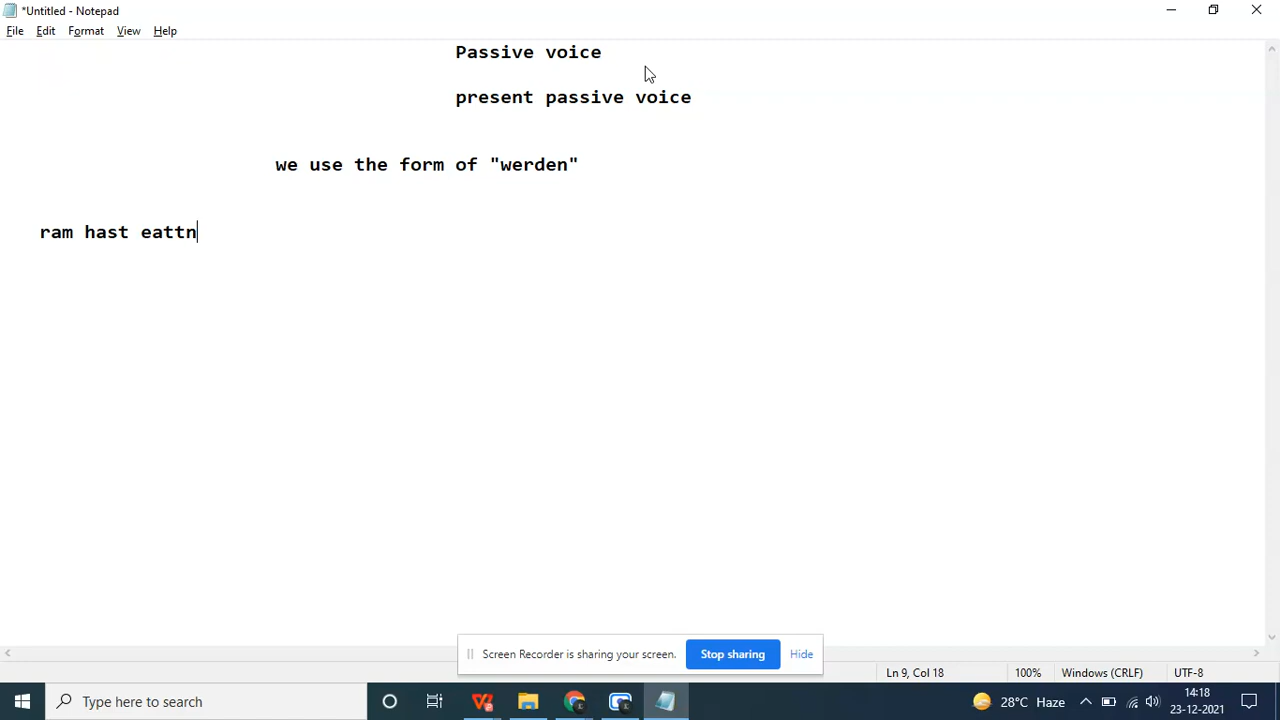 *Untitled - Notepad
File Edit Format View Help
Passive voice
present passive voice
we use the form of "werden"
ram hast eattn
Screen Recorder is sharing your screen. Stop sharing Hide
Ln 9, Col 18 100% Windows (CRLF) UTF-8
Type here to search 28°C Haze 14:18
23-12-2021